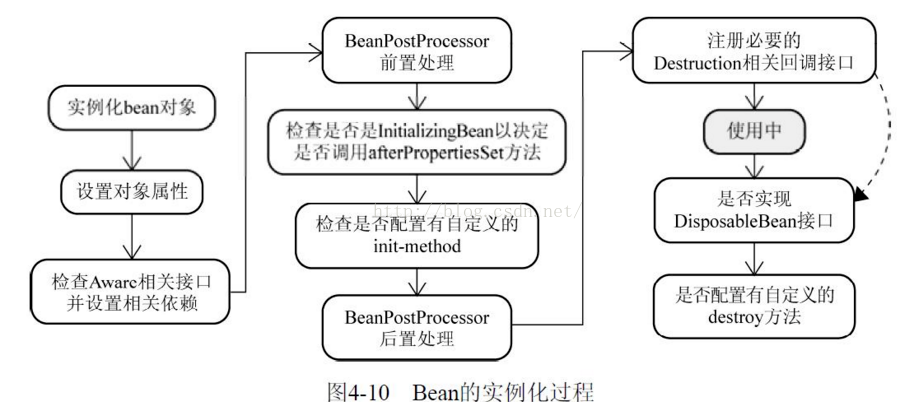 实例化bean对象
设置对象属性
检查Aware相关接口
并设置相关依赖
BeanPostProcessor
前置处理
检查是否是InitializingBean以决定
是否调用afterPropertiesSet方法
检查是否配置有自定义的
init-method
BeanPostProcessor
后置处理
注册必要的
Destruction相关回调接口
使用中
是否实现
DisposableBean接口
是否配置有自定义的
destroy方法
http://blog.csdn.net/
图4-10 Bean的实例化过程